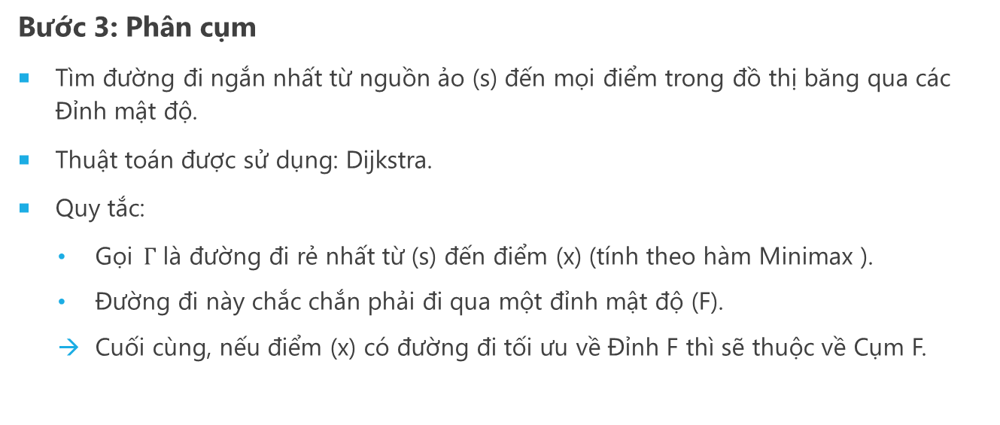 Bước 3: Phân cụm
Tìm đường đi ngắn nhất từ nguồn ảo (s) đến mọi điểm trong đồ thị băng qua các
Đỉnh mật độ.
Thuật toán được sử dụng: Dijkstra.
Quy tắc:
Gọi Γ là đường đi rẻ nhất từ (s) đến điểm (x) (tính theo hàm Minimax ).
Đường đi này chắc chắn phải đi qua một đỉnh mật độ (F).
→ Cuối cùng, nếu điểm (x) có đường đi tối ưu về Đỉnh F thì sẽ thuộc về Cụm F.